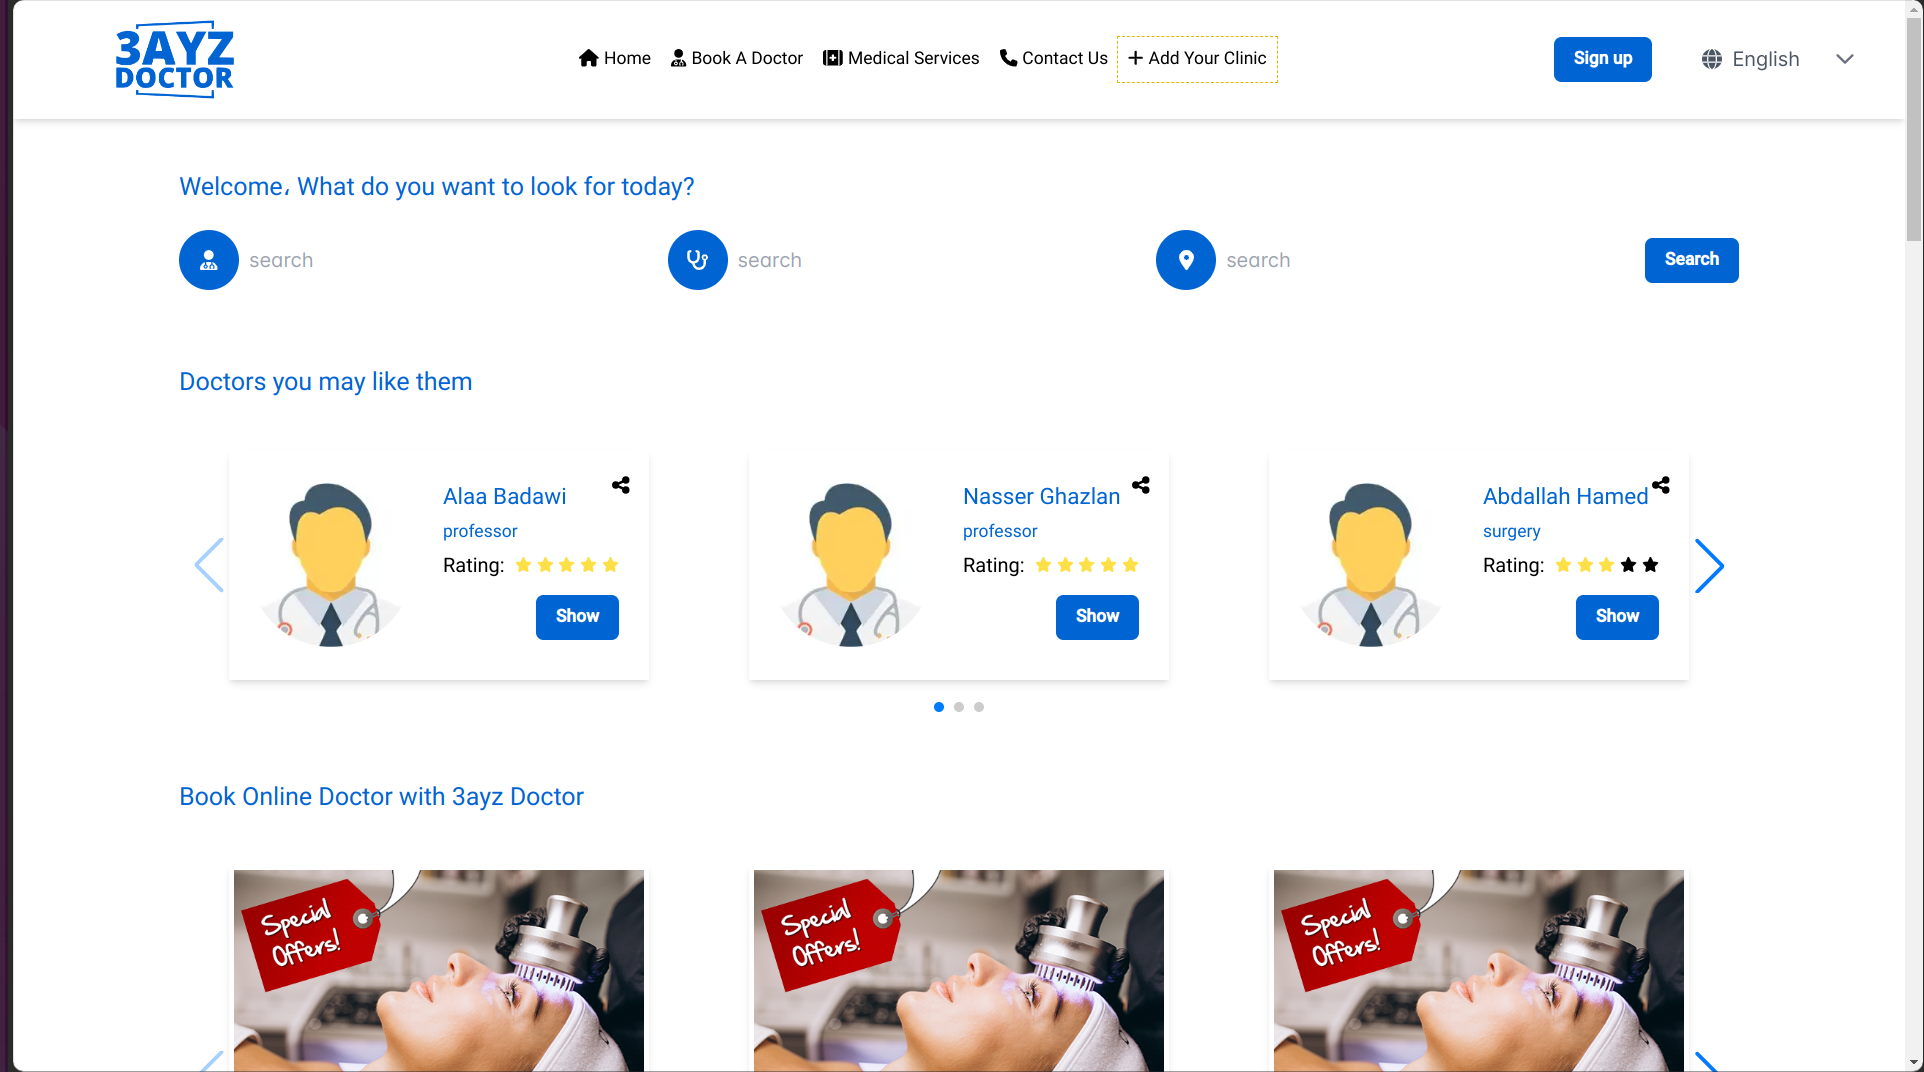 3AYZ
DOCTOR
Home
Book A Doctor
Medical Services
Contact Us
Add Your Clinic
Sign up
English
Welcome، What do you want to look for today?
search
search
search
Search
Doctors you may like them
Alaa Badawi
professor
Rating:
Show
Nasser Ghazlan
professor
Rating:
Show
Abdallah Hamed
surgery
Rating:
Show
Book Online Doctor with 3ayz Doctor
Special
Offers!
Special
Offers!
Special
Offers!